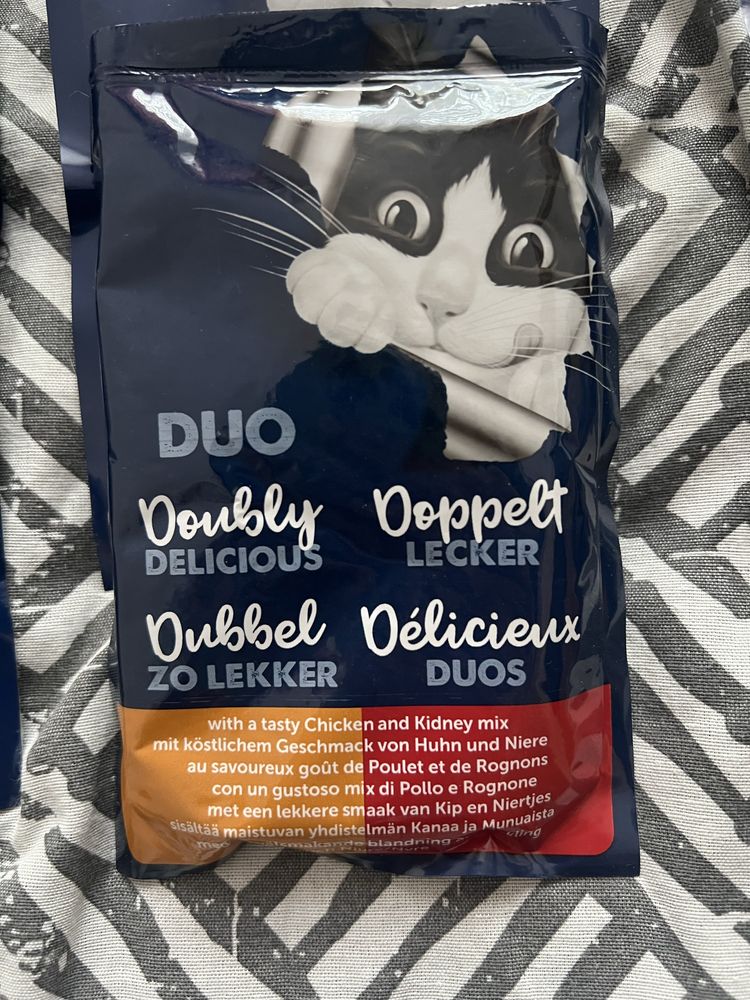 DUO
Doubly
DELICIOUS
Doppelt
LECKER
Dubbel
ZO LEKKER
Délicieux
DUOS
with a tasty Chicken and Kidney mix
mit köstlichem Geschmack von Huhn und Niere
au savoureux goût de Poulet et de Rognons
con un gustoso mix di Pollo e Rognone
met een lekkere smaak van Kip en Niertjes
sisältää maistuvan yhdistelmän Kanaa ja Munuaista
blandning